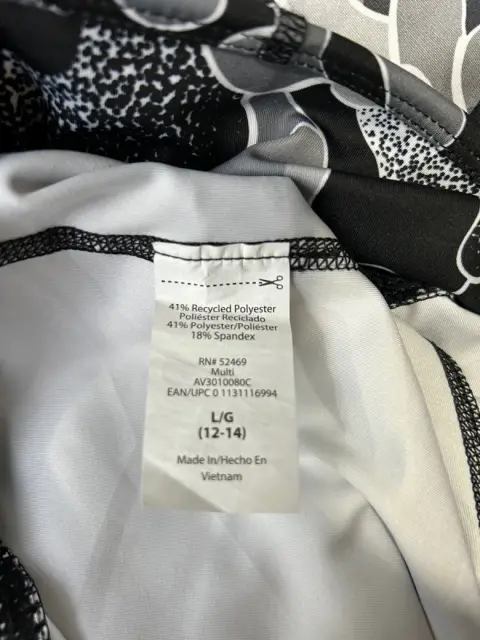 41% Recycled Polyester
Poliéster Reciclado
41% Polyester/Poliéster
18% Spandex
RN# 52469
Multi
AV3010080C
EAN/UPC 0 1131116994
L/G
(12-14)
Made In/Hecho En
Vietnam